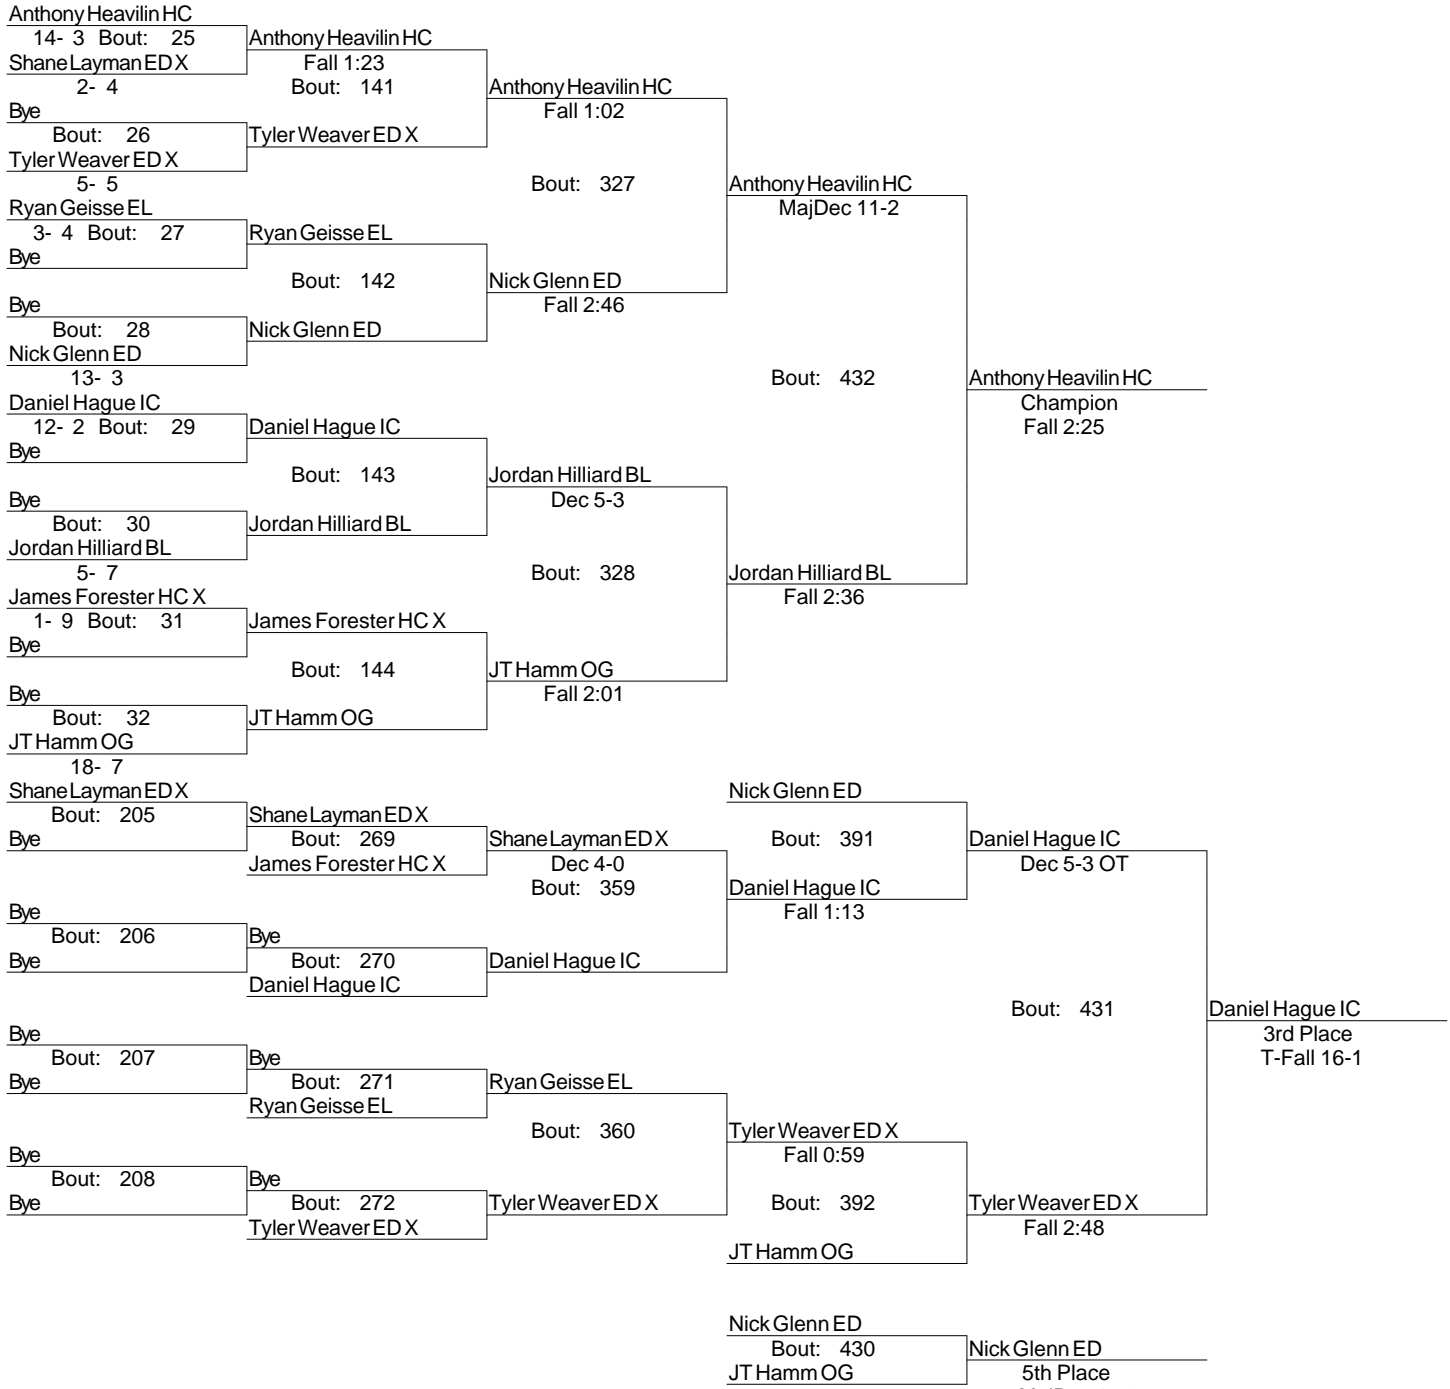 Anthony Heavilin HC
14- 3 Bout: 25 Anthony Heavilin HC
Shane Layman ED X Fall 1:23
2- 4 Bout: 141 Anthony Heavilin HC
Bye Fall 1:02
Bout: 26 Tyler Weaver ED X
Tyler Weaver ED X
5- 5 Bout: 327 Anthony Heavilin HC
Ryan Geisse EL MajDec 11-2
3- 4 Bout: 27 Ryan Geisse EL
Bye
Bout: 142 Nick Glenn ED
Bye Fall 2:46
Bout: 28 Nick Glenn ED
Nick Glenn ED
13- 3 Bout: 432 Anthony Heavilin HC
Daniel Hague IC Champion
12- 2 Bout: 29 Daniel Hague IC Fall 2:25
Bye
Bout: 143 Jordan Hilliard BL
Bye Dec 5-3
Bout: 30 Jordan Hilliard BL
Jordan Hilliard BL
5- 7 Bout: 328 Jordan Hilliard BL
James Forester HC X Fall 2:36
1- 9 Bout: 31 James Forester HC X
Bye
Bout: 144 JT Hamm OG
Bye Fall 2:01
Bout: 32 JT Hamm OG
JT Hamm OG
18- 7
Shane Layman ED X Nick Glenn ED
Bout: 205 Shane Layman ED X
Bye Bout: 269 Shane Layman ED X Bout: 391 Daniel Hague IC
James Forester HC X Dec 4-0 Dec 5-3 OT
Bout: 359 Daniel Hague IC
Bye Fall 1:13
Bout: 206 Bye
Bye Bout: 270 Daniel Hague IC
Daniel Hague IC
Bout: 431 Daniel Hague IC
Bye 3rd Place
Bout: 207 Bye T-Fall 16-1
Bye Bout: 271 Ryan Geisse EL
Ryan Geisse EL
Bout: 360 Tyler Weaver ED X
Bye Fall 0:59
Bout: 208 Bye
Bye Bout: 272 Tyler Weaver ED X Bout: 392 Tyler Weaver ED X
Tyler Weaver ED X Fall 2:48
JT Hamm OG
Nick Glenn ED
Bout: 430 Nick Glenn ED
JT Hamm OG 5th Place